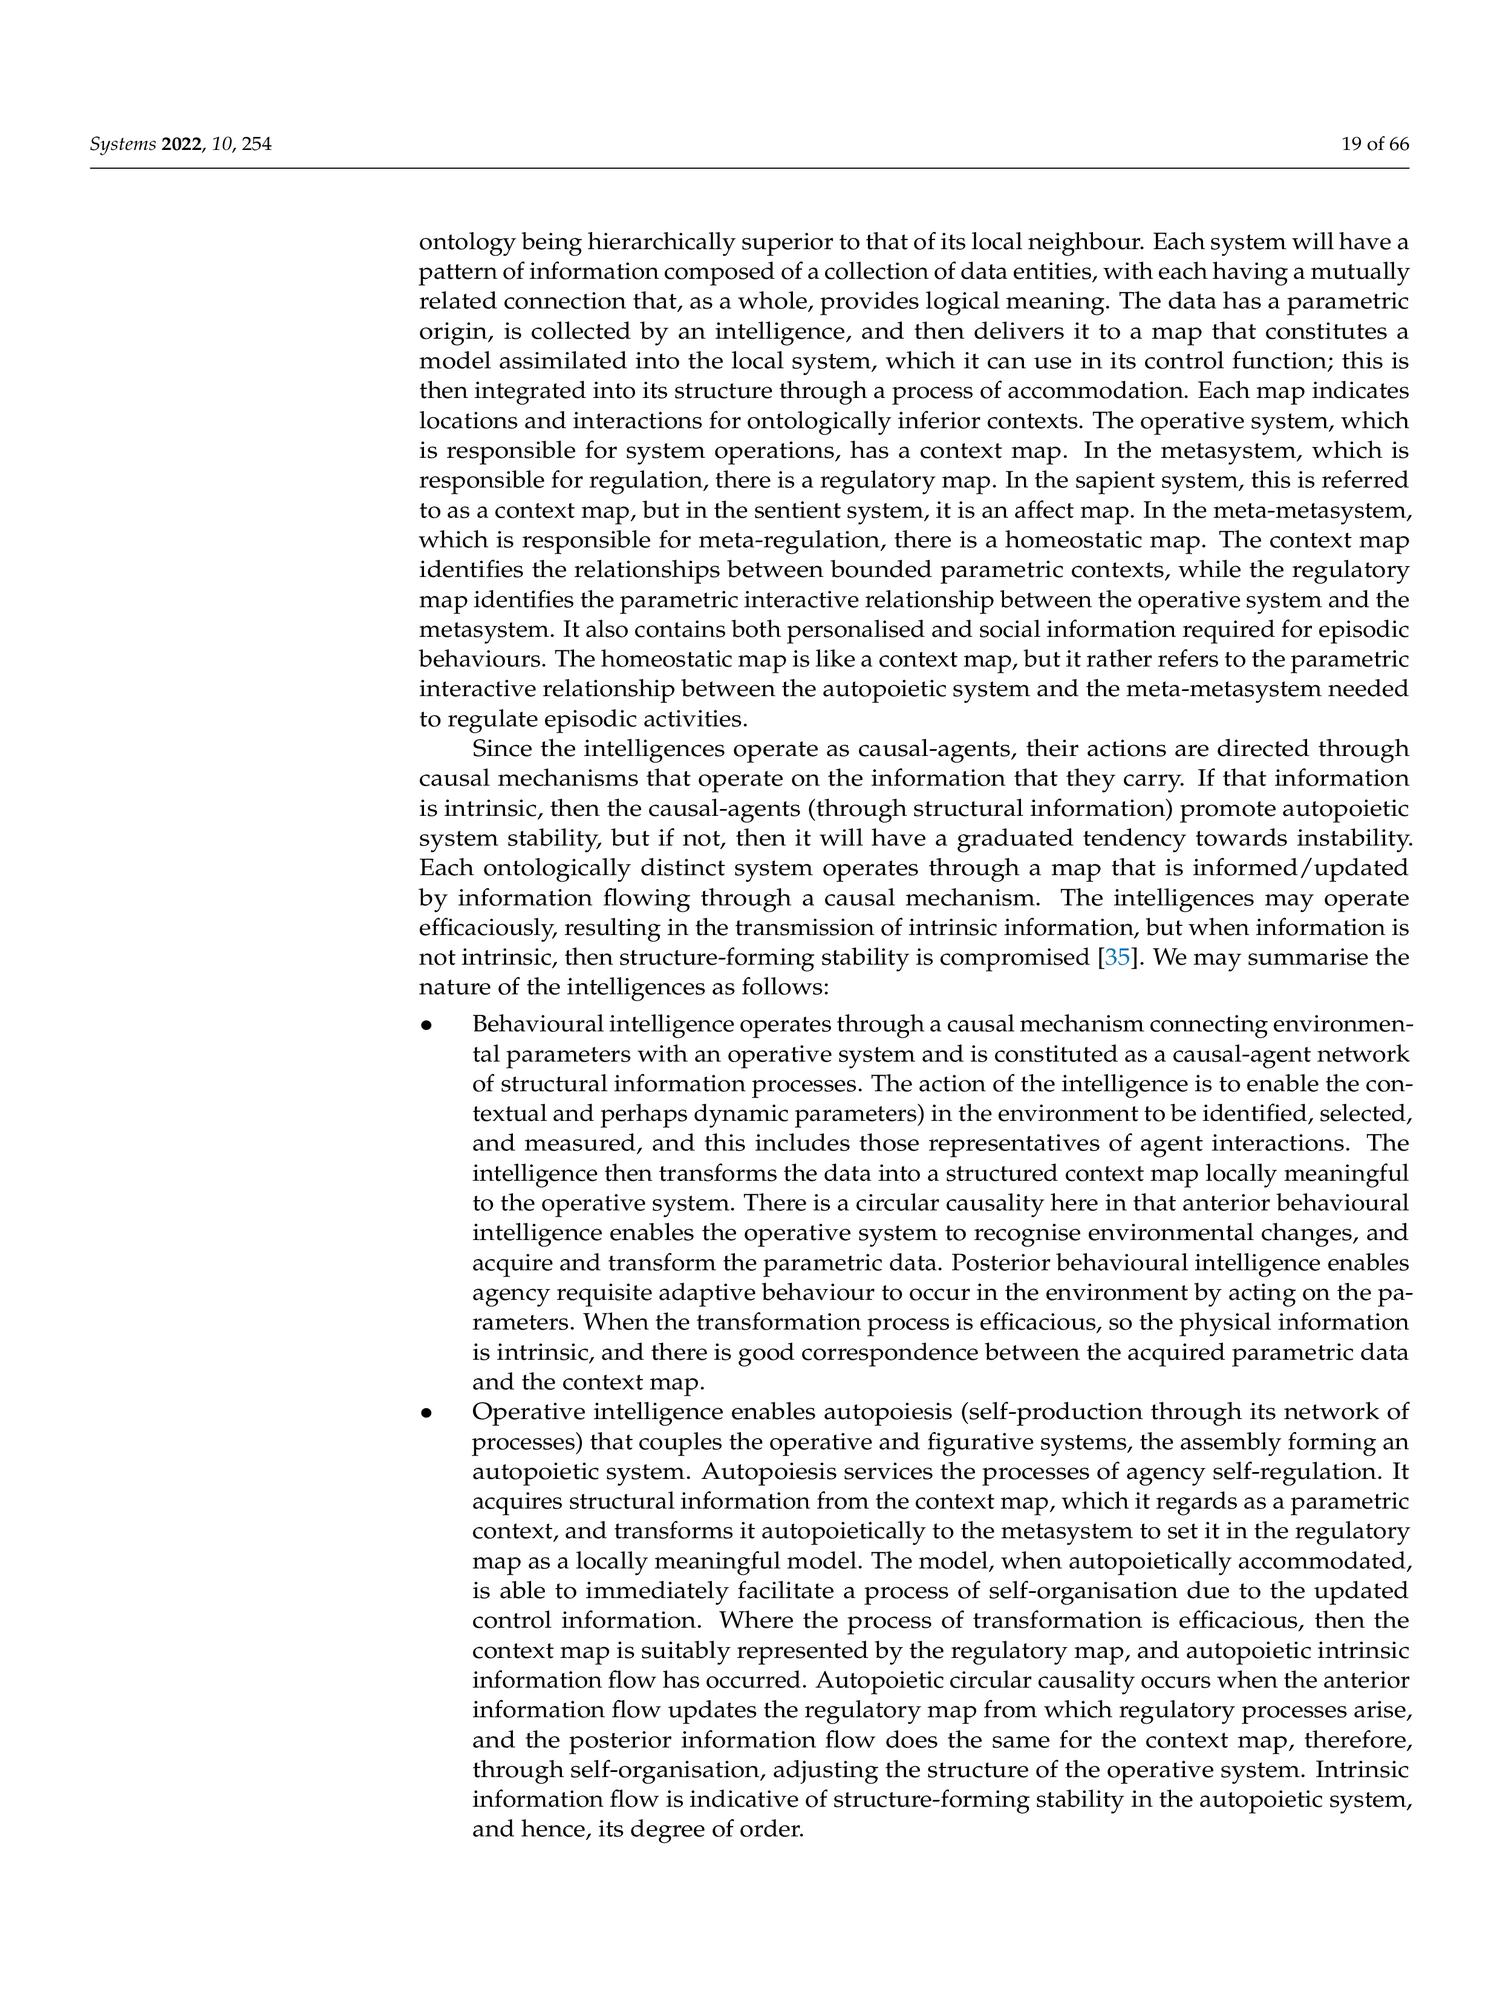 Systems 2022, 10, 254
19 of 66
ontology being hierarchically superior to that of its local neighbour. Each system will have a
pattern of information composed of a collection of data entities, with each having a mutually
related connection that, as a whole, provides logical meaning. The data has a parametric
origin, is collected by an intelligence, and then delivers it to a map that constitutes a
model assimilated into the local system, which it can use in its control function; this is
then integrated into its structure through a process of accommodation. Each map indicates
locations and interactions for ontologically inferior contexts. The operative system, which
is responsible for system operations, has a context map. In the metasystem, which is
responsible for regulation, there is a regulatory map. In the sapient system, this is referred
to as a context map, but in the sentient system, it is an affect map. In the meta-metasystem,
which is responsible for meta-regulation, there is a homeostatic map. The context map
identifies the relationships between bounded parametric contexts, while the regulatory
map identifies the parametric interactive relationship between the operative system and the
metasystem. It also contains both personalised and social information required for episodic
behaviours. The homeostatic map is like a context map, but it rather refers to the parametric
interactive relationship between the autopoietic system and the meta-metasystem needed
to regulate episodic activities.
Since the intelligences operate as causal-agents, their actions are directed through
causal mechanisms that operate on the information that they carry. If that information
is intrinsic, then the causal-agents (through structural information) promote autopoietic
system stability, but if not, then it will have a graduated tendency towards instability.
Each ontologically distinct system operates through a map that is informed/updated
by information flowing through a causal mechanism. The intelligences may operate
efficaciously, resulting in the transmission of intrinsic information, but when information is
not intrinsic, then structure-forming stability is compromised [35]. We may summarise the
nature of the intelligences as follows:
• Behavioural intelligence operates through a causal mechanism connecting environmen-
tal parameters with an operative system and is constituted as a causal-agent network
of structural information processes. The action of the intelligence is to enable the con-
textual and perhaps dynamic parameters) in the environment to be identified, selected,
and measured, and this includes those representatives of agent interactions. The
intelligence then transforms the data into a structured context map locally meaningful
to the operative system. There is a circular causality here in that anterior behavioural
intelligence enables the operative system to recognise environmental changes, and
acquire and transform the parametric data. Posterior behavioural intelligence enables
agency requisite adaptive behaviour to occur in the environment by acting on the pa-
rameters. When the transformation process is efficacious, so the physical information
is intrinsic, and there is good correspondence between the acquired parametric data
and the context map.
• Operative intelligence enables autopoiesis (self-production through its network of
processes) that couples the operative and figurative systems, the assembly forming an
autopoietic system. Autopoiesis services the processes of agency self-regulation. It
acquires structural information from the context map, which it regards as a parametric
context, and transforms it autopoietically to the metasystem to set it in the regulatory
map as a locally meaningful model. The model, when autopoietically accommodated,
is able to immediately facilitate a process of self-organisation due to the updated
control information. Where the process of transformation is efficacious, then the
context map is suitably represented by the regulatory map, and autopoietic intrinsic
information flow has occurred. Autopoietic circular causality occurs when the anterior
information flow updates the regulatory map from which regulatory processes arise,
and the posterior information flow does the same for the context map, therefore,
through self-organisation, adjusting the structure of the operative system. Intrinsic
information flow is indicative of structure-forming stability in the autopoietic system,
and hence, its degree of order.